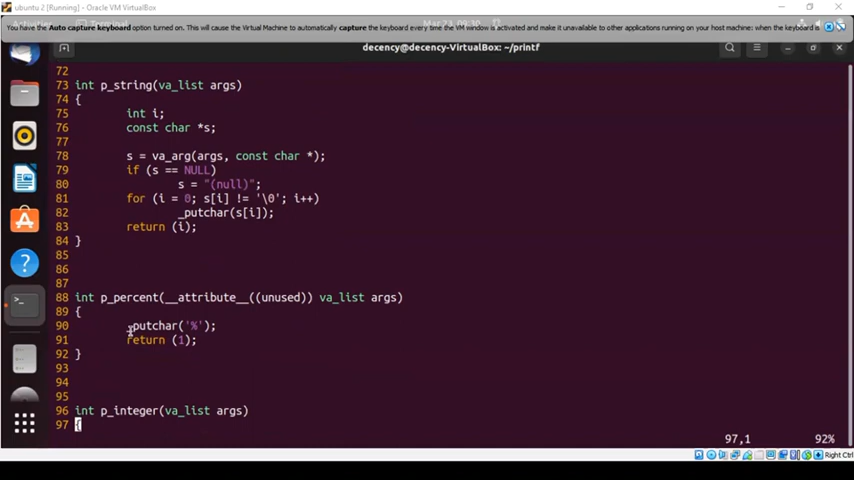 ubuntu 2 [Running] - Oracle VM VirtualBox
You have the Auto capture keyboard option turned on. This will cause the Virtual Machine to automatically capture the keyboard every time the VM window is activated and make it unavailable to other applications running on your host machine: when the keyboard is
decency@decency-VirtualBox: ~/printf
72
73 int p_string(va_list args)
74 {
75 int i;
76 const char *s;
77
78 s = va_arg(args, const char *);
79 if (s == NULL)
80 s = "(null)";
81 for (i = 0; s[i] != '\0'; i++)
82 _putchar(s[i]);
83 return (i);
84 }
85
86
87
88 int p_percent(__attribute__((unused)) va_list args)
89 {
90 _putchar('%');
91 return (1);
92 }
93
94
95
96 int p_integer(va_list args)
97 {
97,1 92%
Right Ctrl